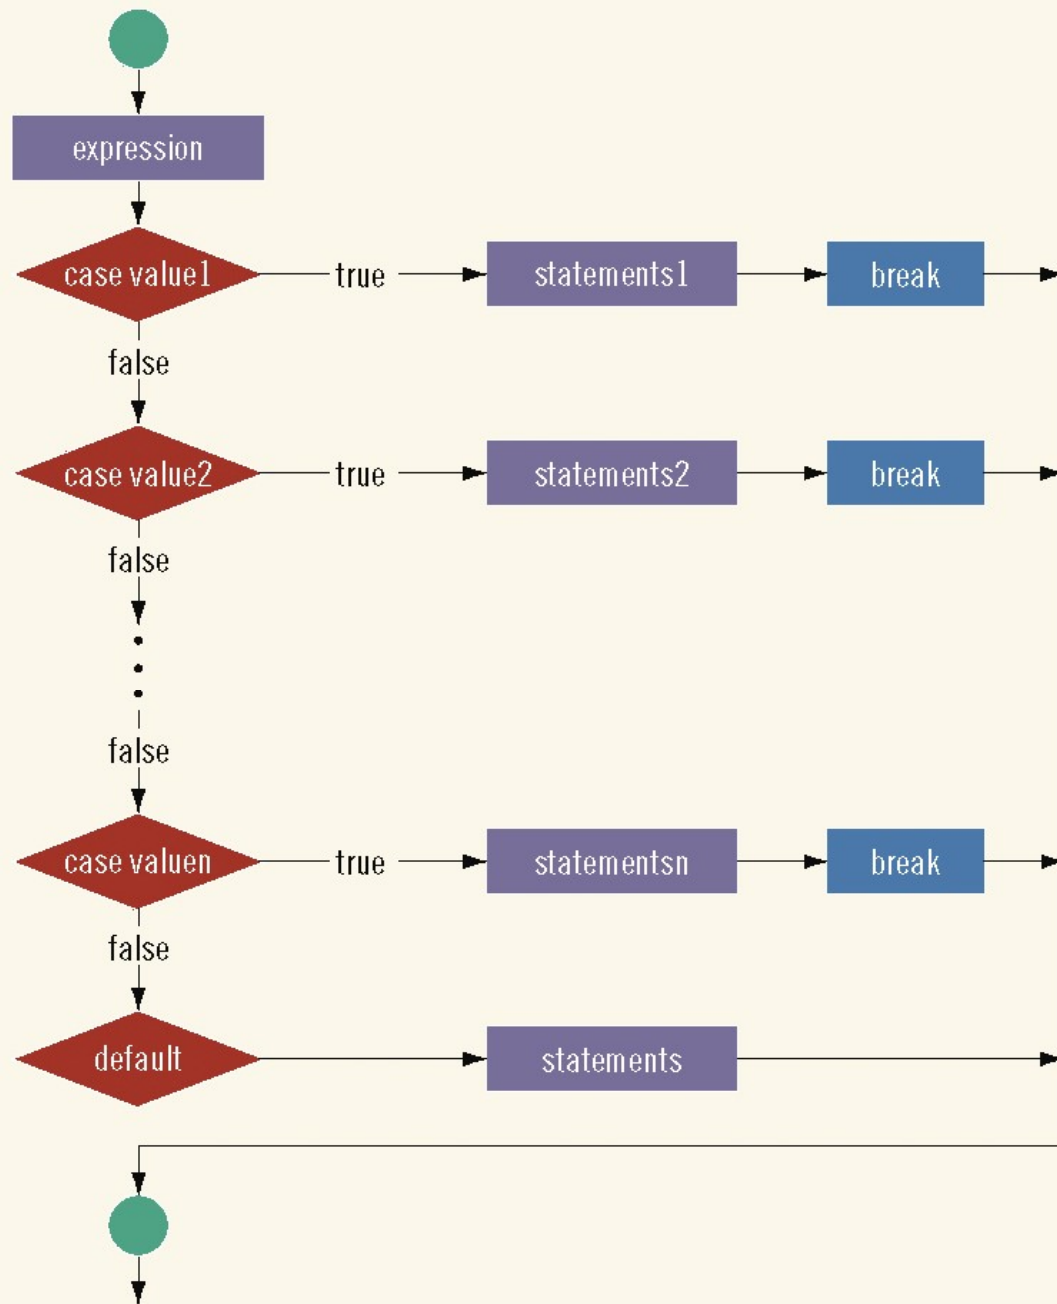 expression
case value1
true
statements1
break
false
case value2
true
statements2
break
false
false
case valuen
true
statementsn
break
false
default
statements